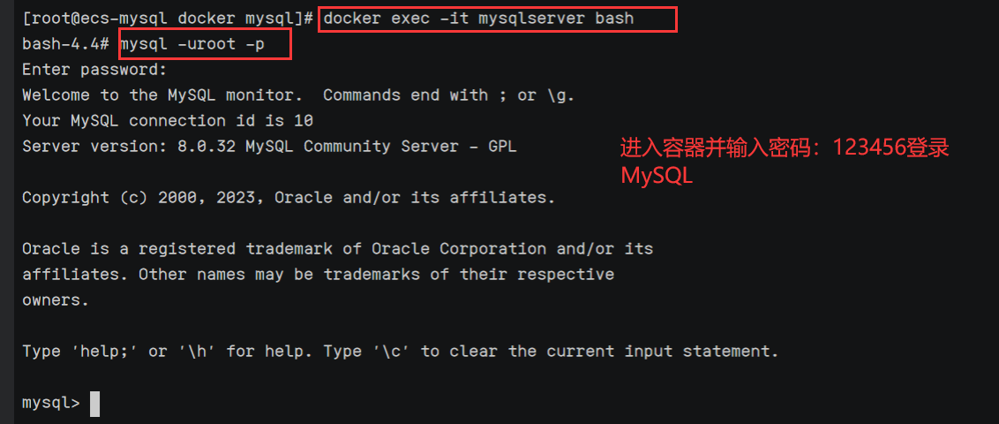 [root@ecs-mysql docker mysql]# docker exec -it mysqlserver bash
bash-4.4# mysql -uroot -p
Enter password:
Welcome to the MySQL monitor.  Commands end with ; or \g.
Your MySQL connection id is 10
Server version: 8.0.32 MySQL Community Server - GPL
进入容器并输入密码：123456登录
MySQL
Copyright (c) 2000, 2023, Oracle and/or its affiliates.
Oracle is a registered trademark of Oracle Corporation and/or its
affiliates. Other names may be trademarks of their respective
owners.
Type 'help;' or '\h' for help. Type '\c' to clear the current input statement.
mysql>